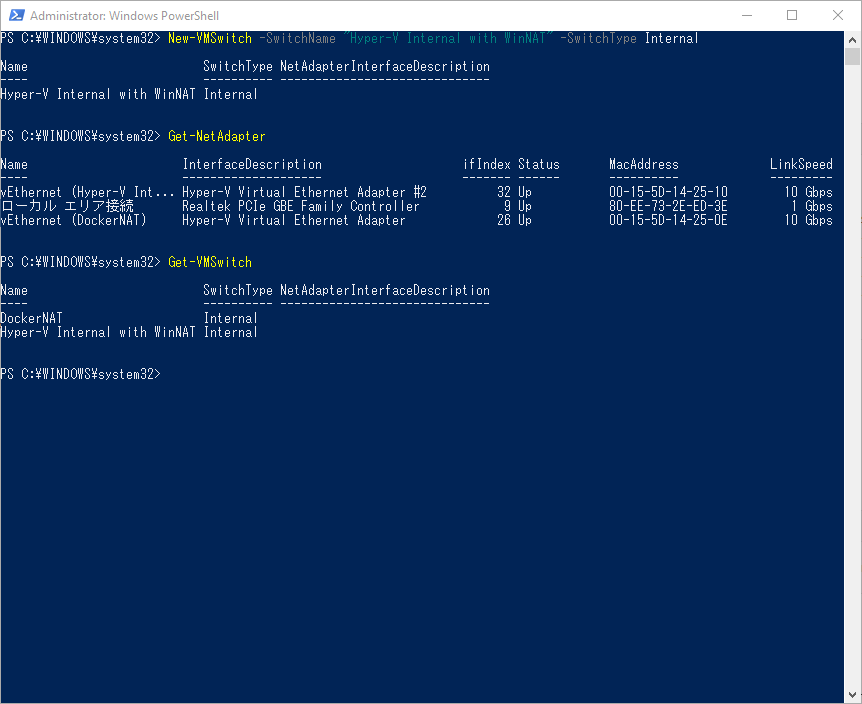 Administrator: Windows PowerShell
PS C:¥WINDOWS¥system32> New-VMSwitch -SwitchName "Hyper-V Internal with WinNAT" -SwitchType Internal
Name SwitchType NetAdapterInterfaceDescription
---- ---------- ------------------------------
Hyper-V Internal with WinNAT Internal
PS C:¥WINDOWS¥system32> Get-NetAdapter
Name InterfaceDescription ifIndex Status MacAddress LinkSpeed
---- -------------------- ------- ------ ---------- ---------
vEthernet (Hyper-V Int... Hyper-V Virtual Ethernet Adapter #2 32 Up 00-15-5D-14-25-10 10 Gbps
ローカル エリア接続 Realtek PCIe GBE Family Controller 9 Up 80-EE-73-2E-ED-3E 1 Gbps
vEthernet (DockerNAT) Hyper-V Virtual Ethernet Adapter 26 Up 00-15-5D-14-25-0E 10 Gbps
PS C:¥WINDOWS¥system32> Get-VMSwitch
Name SwitchType NetAdapterInterfaceDescription
---- ---------- ------------------------------
DockerNAT Internal
Hyper-V Internal with WinNAT Internal
PS C:¥WINDOWS¥system32>